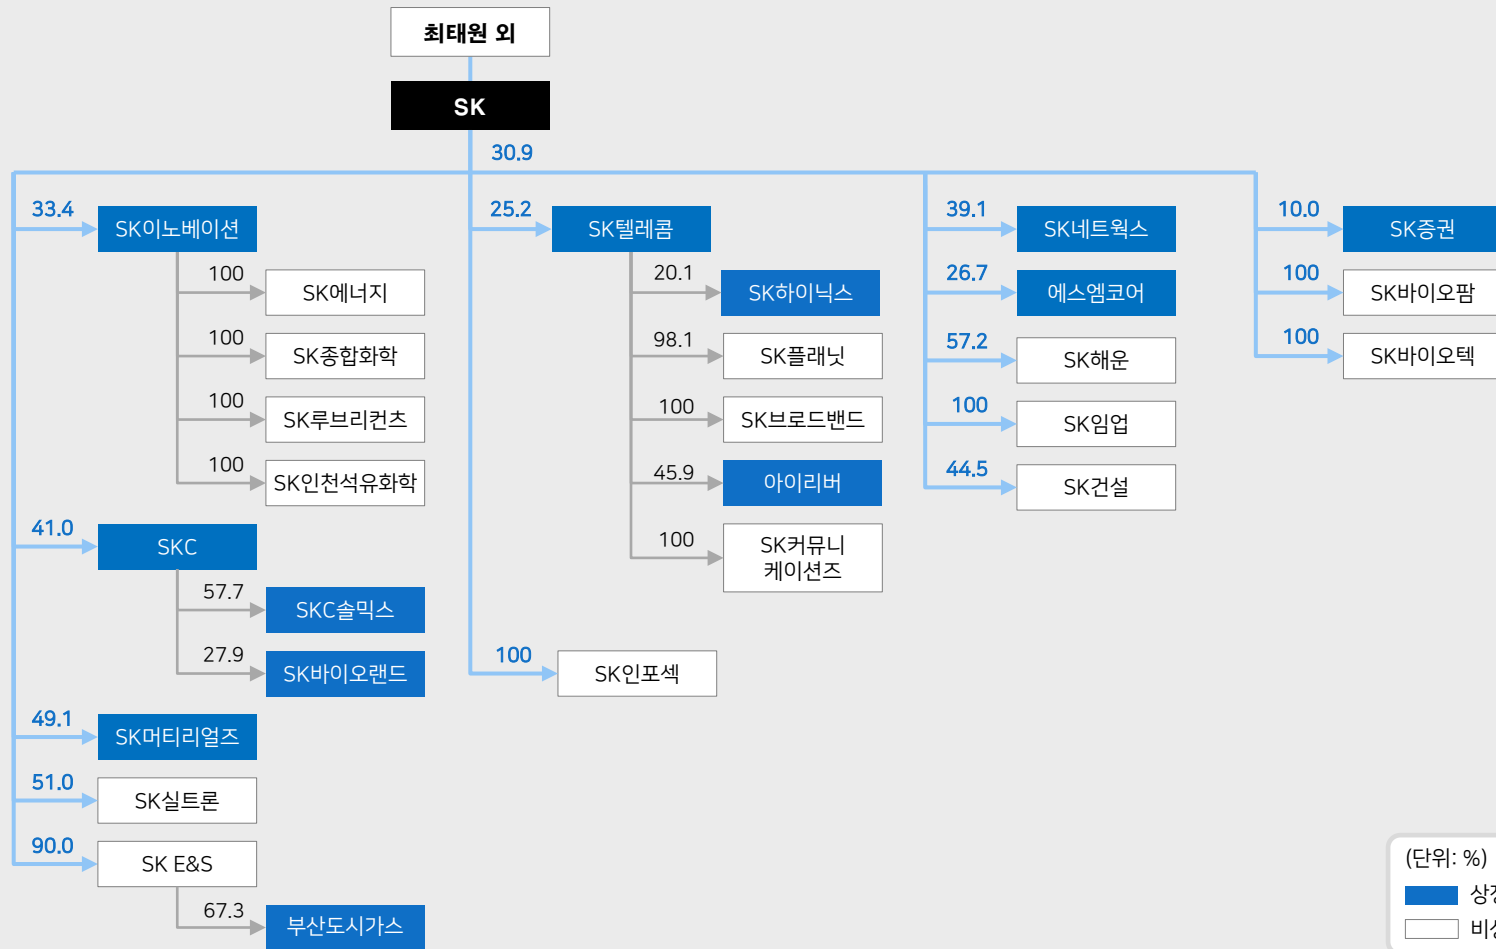 최태원 외
SK
30.9
33.4
SK이노베이션
100
SK에너지
100
SK종합화학
100
SK루브리컨츠
100
SK인천석유화학
41.0
SKC
57.7
SKC솔믹스
27.9
SK바이오랜드
49.1
SK머티리얼즈
51.0
SK실트론
90.0
SK E&S
67.3
부산도시가스
25.2
SK텔레콤
20.1
SK하이닉스
98.1
SK플래닛
100
SK브로드밴드
45.9
아이리버
100
SK커뮤니
케이션즈
100
SK인포섹
39.1
SK네트웍스
26.7
에스엠코어
57.2
SK해운
100
SK임업
44.5
SK건설
10.0
SK증권
100
SK바이오팜
100
SK바이오텍
(단위: %)